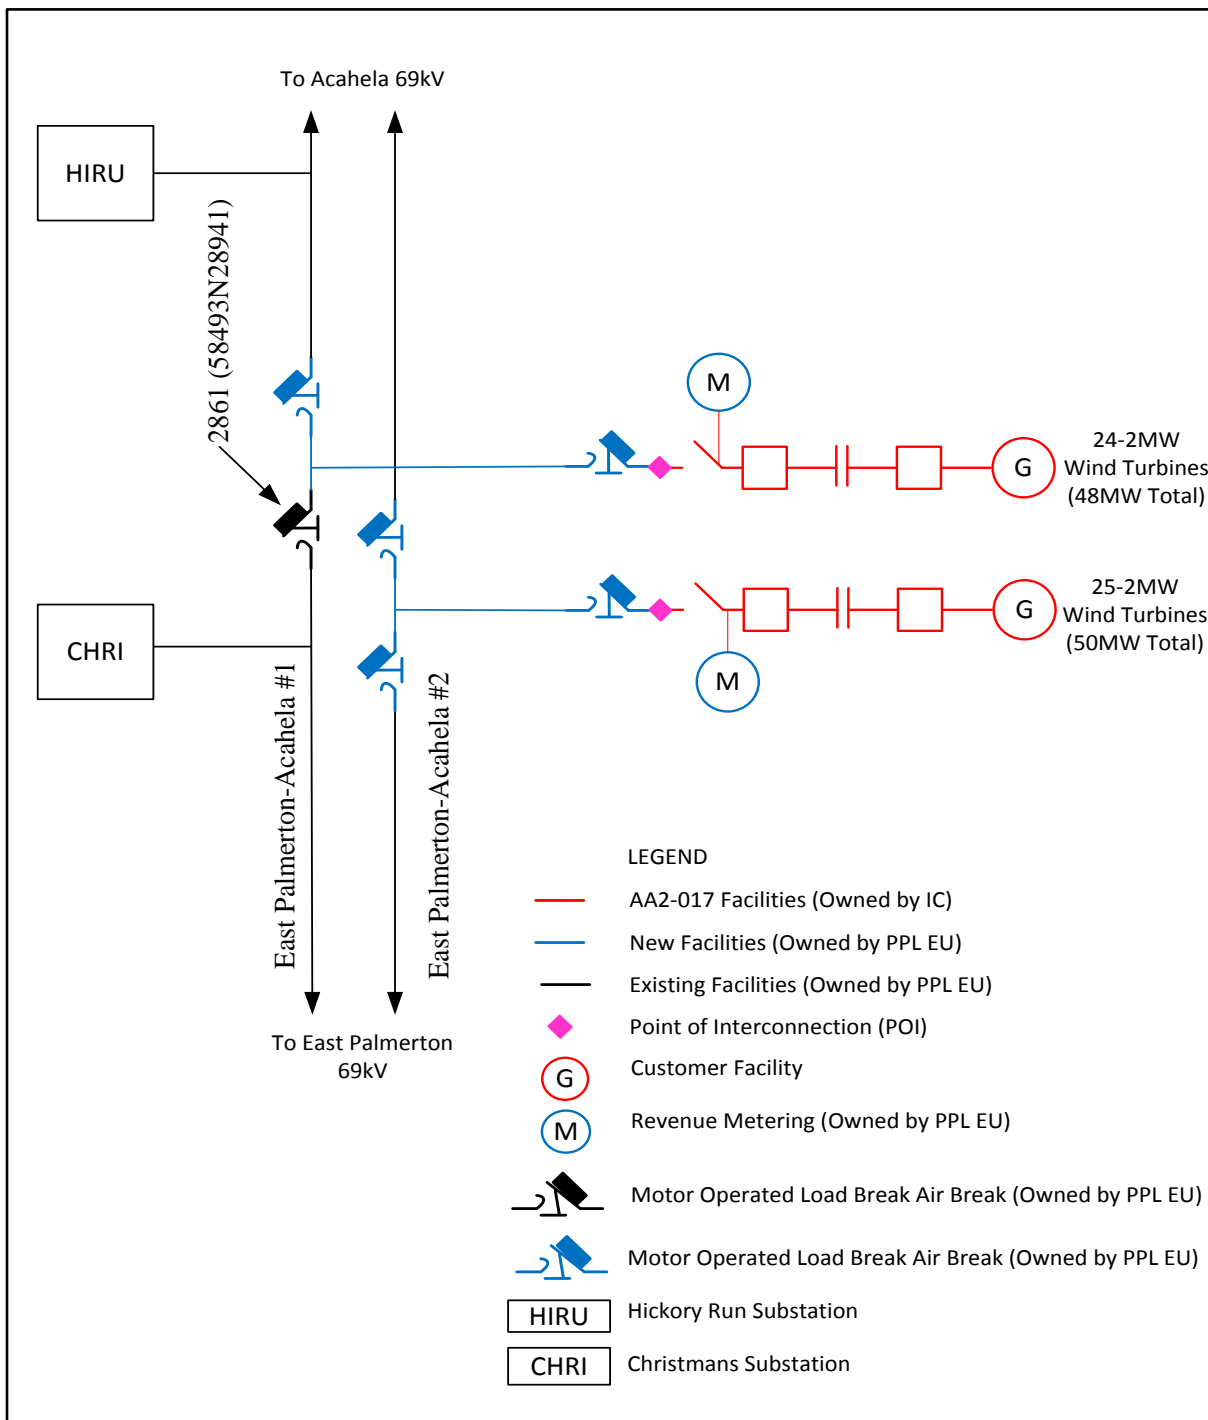 To Acahela 69kV
HIRU
2861 (58493N28941)
M
G
24-2MW
Wind Turbines
(48MW Total)
G
25-2MW
Wind Turbines
(50MW Total)
CHRI
M
East Palmerton-Acahela #1
East Palmerton-Acahela #2
To East Palmerton
69kV
LEGEND
AA2-017 Facilities (Owned by IC)
New Facilities (Owned by PPL EU)
Existing Facilities (Owned by PPL EU)
Point of Interconnection (POI)
G
Customer Facility
M
Revenue Metering (Owned by PPL EU)
Motor Operated Load Break Air Break (Owned by PPL EU)
Motor Operated Load Break Air Break (Owned by PPL EU)
HIRU
Hickory Run Substation
CHRI
Christmans Substation